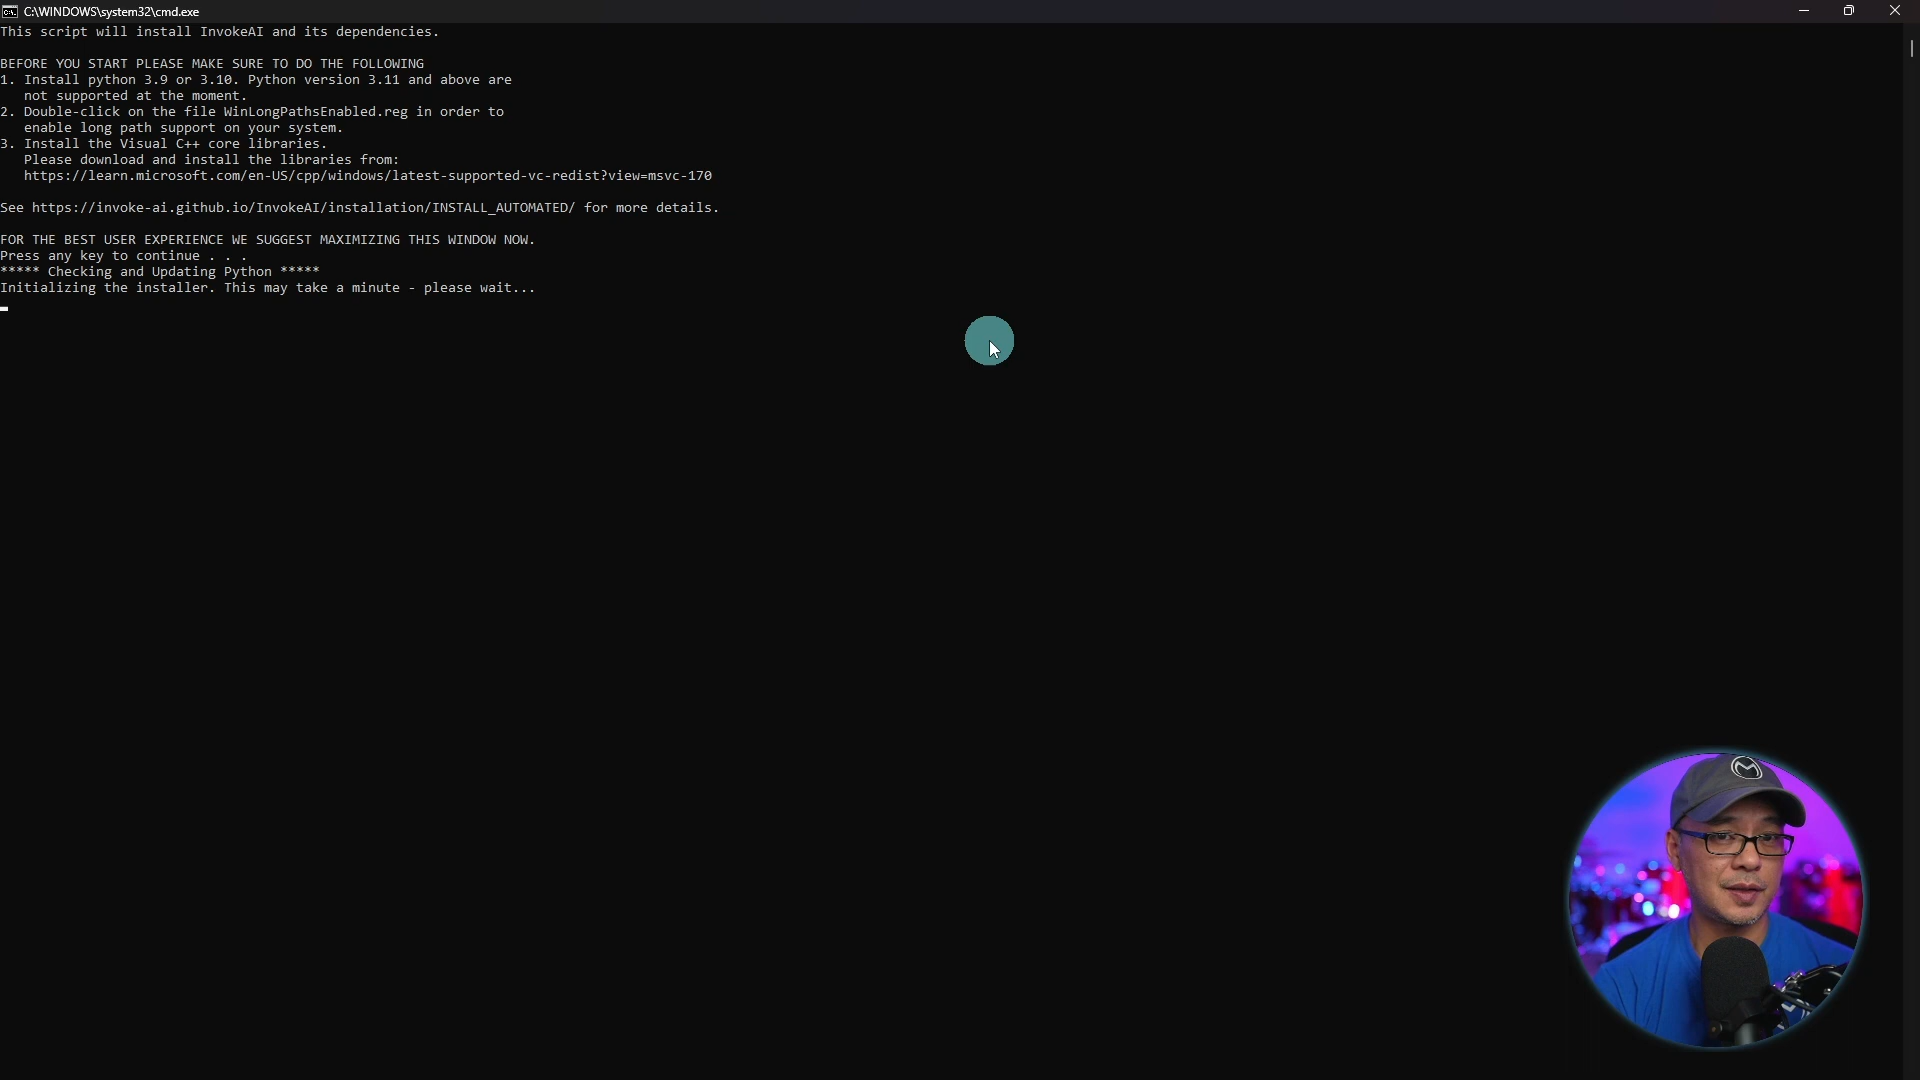 C:\WINDOWS\system32\cmd.exe
This script will install InvokeAI and its dependencies.
BEFORE YOU START PLEASE MAKE SURE TO DO THE FOLLOWING
1. Install python 3.9 or 3.10. Python version 3.11 and above are
not supported at the moment.
2. Double-click on the file WinLongPathsEnabled.reg in order to
enable long path support on your system.
3. Install the Visual C++ core libraries.
Please download and install the libraries from:
https://learn.microsoft.com/en-US/cpp/windows/latest-supported-vc-redist?view=msvc-170
See https://invoke-ai.github.io/InvokeAI/installation/INSTALL_AUTOMATED/ for more details.
FOR THE BEST USER EXPERIENCE WE SUGGEST MAXIMIZING THIS WINDOW NOW.
Press any key to continue . . .
***** Checking and Updating Python *****
Initializing the installer. This may take a minute - please wait...